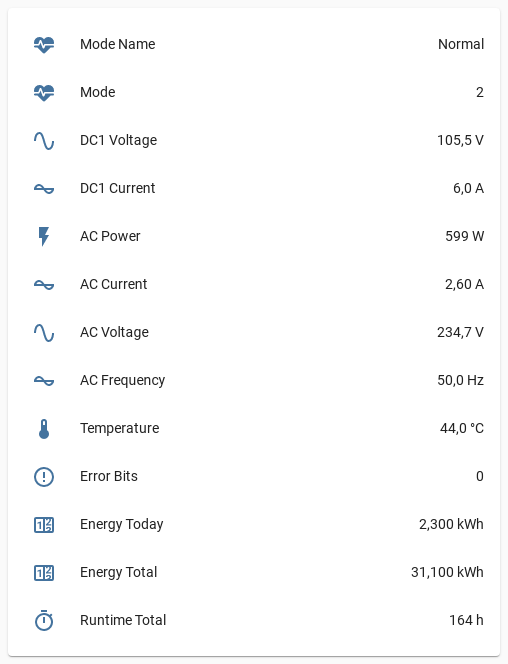 Mode Name Normal
Mode 2
DC1 Voltage 105,5 V
DC1 Current 6,0 A
AC Power 599 W
AC Current 2,60 A
AC Voltage 234,7 V
AC Frequency 50,0 Hz
Temperature 44,0 °C
Error Bits 0
Energy Today 2,300 kWh
Energy Total 31,100 kWh
Runtime Total 164 h